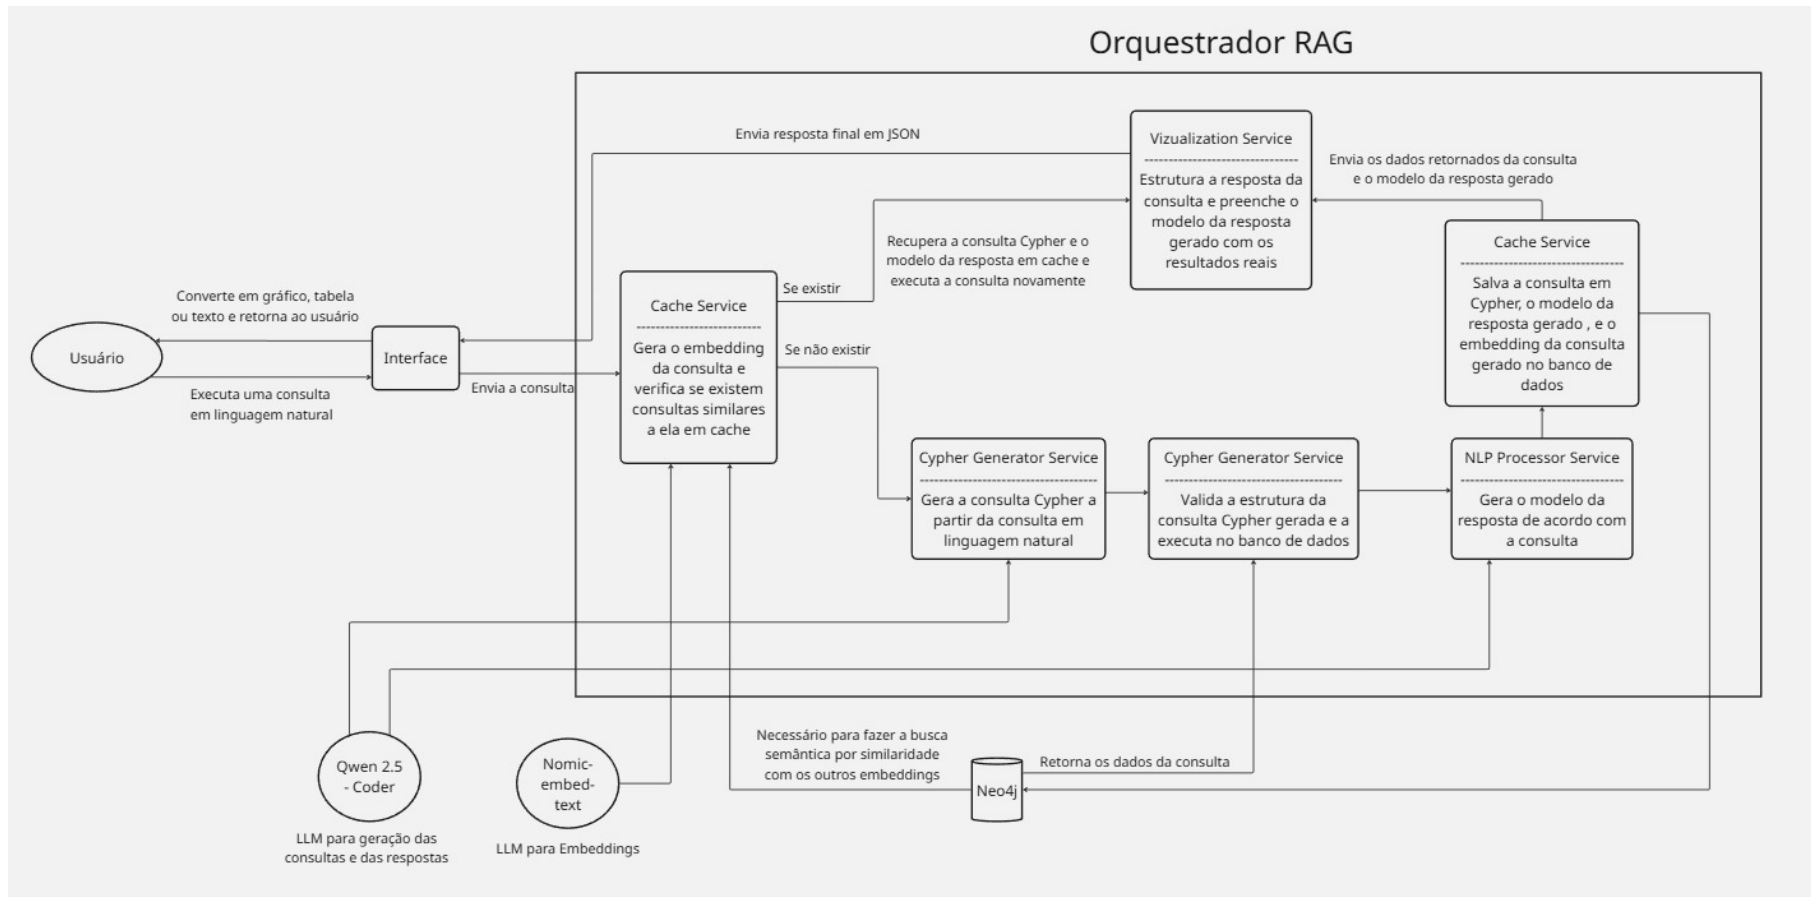 Orquestrador RAG
Envia resposta final em JSON
Vizualization Service
Estrutura a resposta da
consulta e preenche o
modelo da resposta
gerado com os
resultados reais
Envia os dados retornados da consulta
e o modelo da resposta gerado
Recupera a consulta Cypher e o
modelo da resposta em cache e
executa a consulta novamente
Cache Service
Salva a consulta em
Cypher, o modelo da
resposta gerado , e o
embedding da consulta
gerado no banco de
dados
Converte em gráfico, tabela
ou texto e retorna ao usuário
Usuário
Interface
Executa uma consulta
em linguagem natural
Envia a consulta
Cache Service
Gera o embedding
da consulta e
verifica se existem
consultas similares
a ela em cache
Se existir
Se não existir
Cypher Generator Service
Gera a consulta Cypher a
partir da consulta em
linguagem natural
Cypher Generator Service
Valida a estrutura da
consulta Cypher gerada e a
executa no banco de dados
NLP Processor Service
Gera o modelo da
resposta de acordo com
a consulta
Qwen 2.5
- Coder
LLM para geração das
consultas e das respostas
Nomic-
embed-
text
LLM para Embeddings
Necessário para fazer a busca
semântica por similaridade
com os outros embeddings
Neo4j
Retorna os dados da consulta